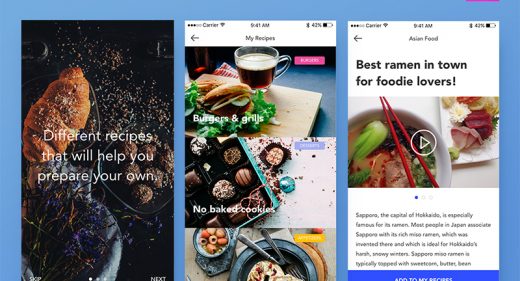 Different recipes
that will help you
prepare your own.
SKIP
NEXT
Carrier
9:41 AM
42%
My Recipes
BURGERS
Burgers & grills
DESSERTS
No baked cookies
APPETIZERS
Carrier
9:41 AM
42%
Asian Food
Best ramen in town
for foodie lovers!
Sapporo, the capital of Hokkaido, is especially
famous for its ramen. Most people in Japan associate
Sapporo with its rich miso ramen, which was
invented there and which is ideal for Hokkaido's
harsh, snowy winters. Sapporo miso ramen is
typically topped with sweetcorn, butter, bean
ADD TO MY RECIPES